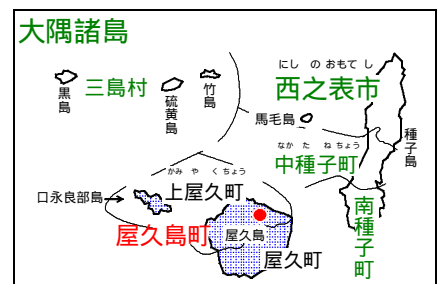 大隅諸島
にし の おもて し
西之表市
黒島
三島村
硫黄島
竹島
馬毛島
種子島
なか た ね ちょう
中種子町
かみ や く ちょう
上屋久町
口永良部島→
南種子町
屋久島町
屋久島
屋久町